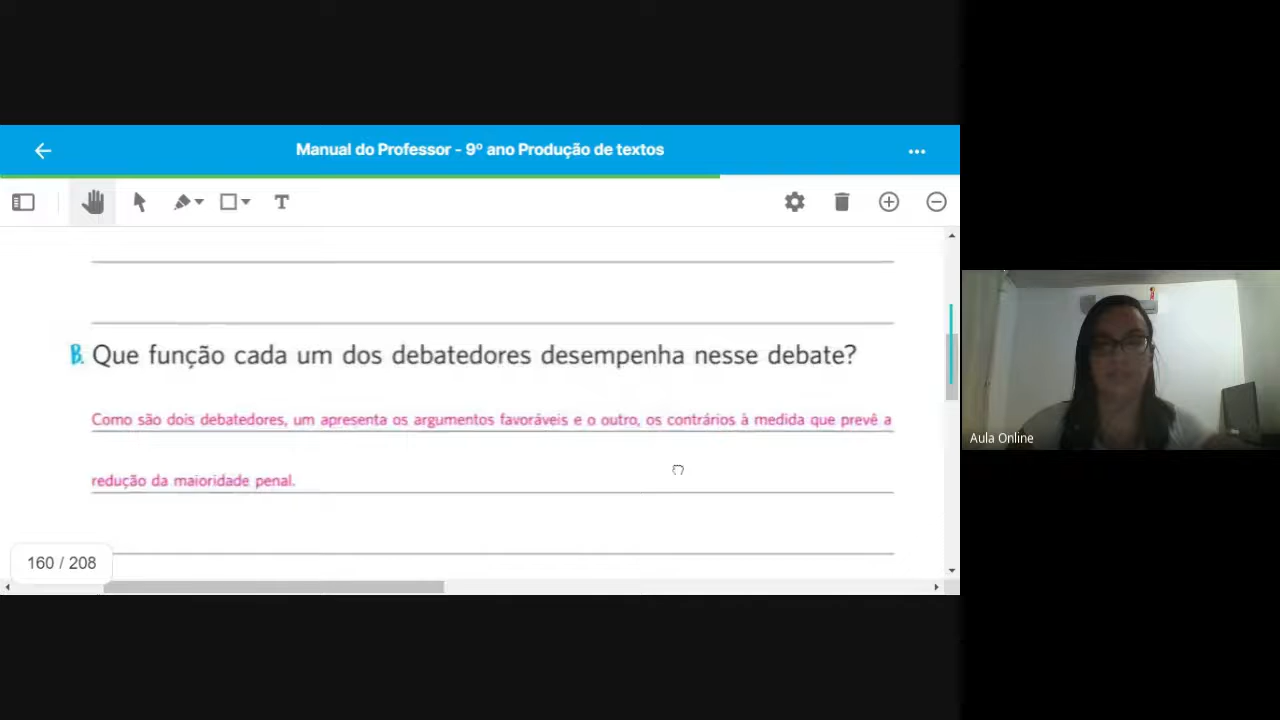 Manual do Professor - 9º ano Produção de textos
T
B. Que função cada um dos debatedores desempenha nesse debate?
Como são dois debatedores, um apresenta os argumentos favoráveis e o outro, os contrários à medida que prevê a
redução da maioridade penal.
160 / 208
Aula Online